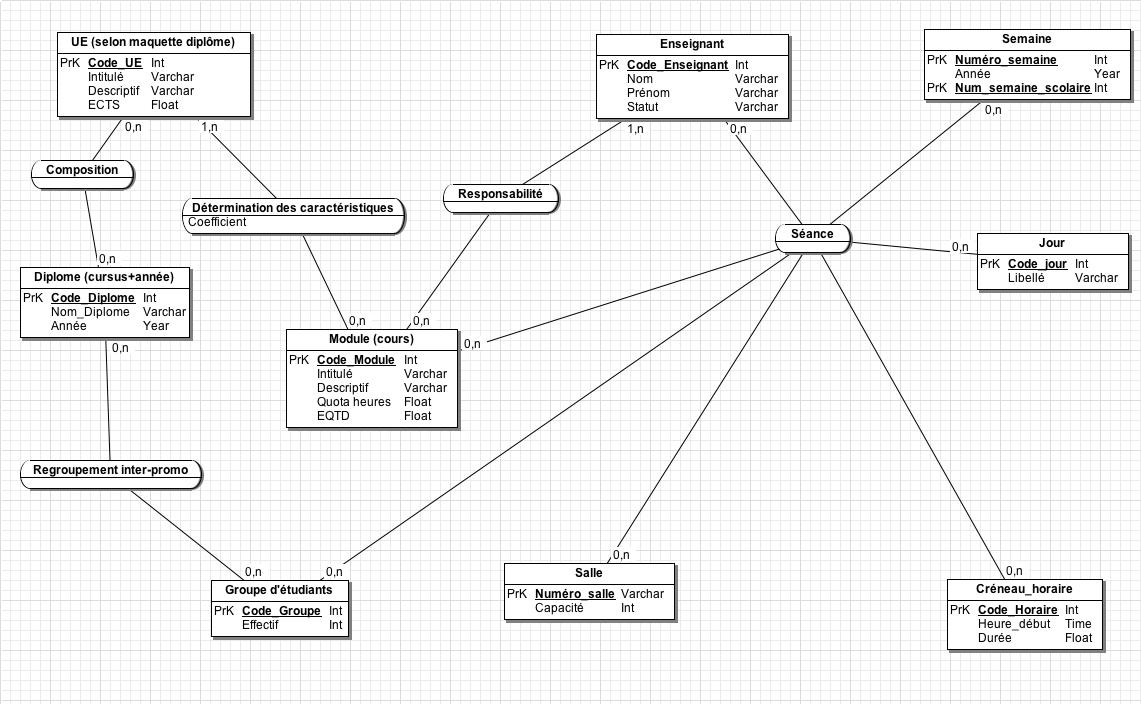 UE (selon maquette diplôme)
PrK Code_UE Int
Intitulé Varchar
Descriptif Varchar
ECTS Float
0,n
1,n
Enseignant
PrK Code_Enseignant Int
Nom Varchar
Prénom Varchar
Statut Varchar
1,n
0,n
Semaine
PrK Numéro_semaine Int
Année Year
PrK Num_semaine_scolaire Int
0,n
Composition
Détermination des caractéristiques
Coefficient
Responsabilité
Séance
0,n
Jour
PrK Code_jour Int
Libellé Varchar
0,n
Diplome (cursus+année)
PrK Code_Diplome Int
Nom_Diplome Varchar
Année Year
0,n
0,n
0,n
0,n
Module (cours)
PrK Code_Module Int
Intitulé Varchar
Descriptif Varchar
Quota heures Float
EQTD Float
Regroupement inter-promo
0,n
0,n
Groupe d'étudiants
PrK Code_Groupe Int
Effectif Int
0,n
Salle
PrK Numéro_salle Varchar
Capacité Int
0,n
Créneau_horaire
PrK Code_Horaire Int
Heure_début Time
Durée Float